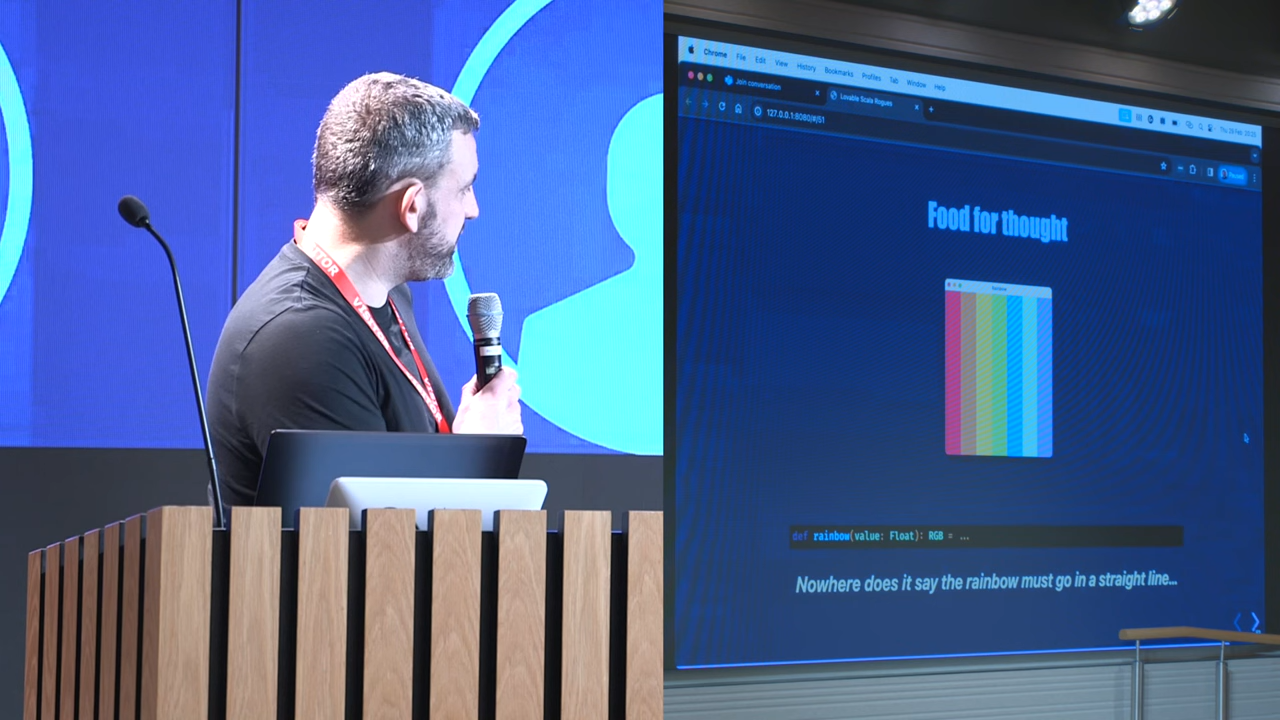 VISITOR
Chrome File Edit View History Bookmarks Profiles Tab Window Help
Join conversation
Lovable Scala Rogues
127.0.0.1:8080/#/51
Food for thought
def rainbow(value: Float): RGB = ...
Nowhere does it say the rainbow must go in a straight line...